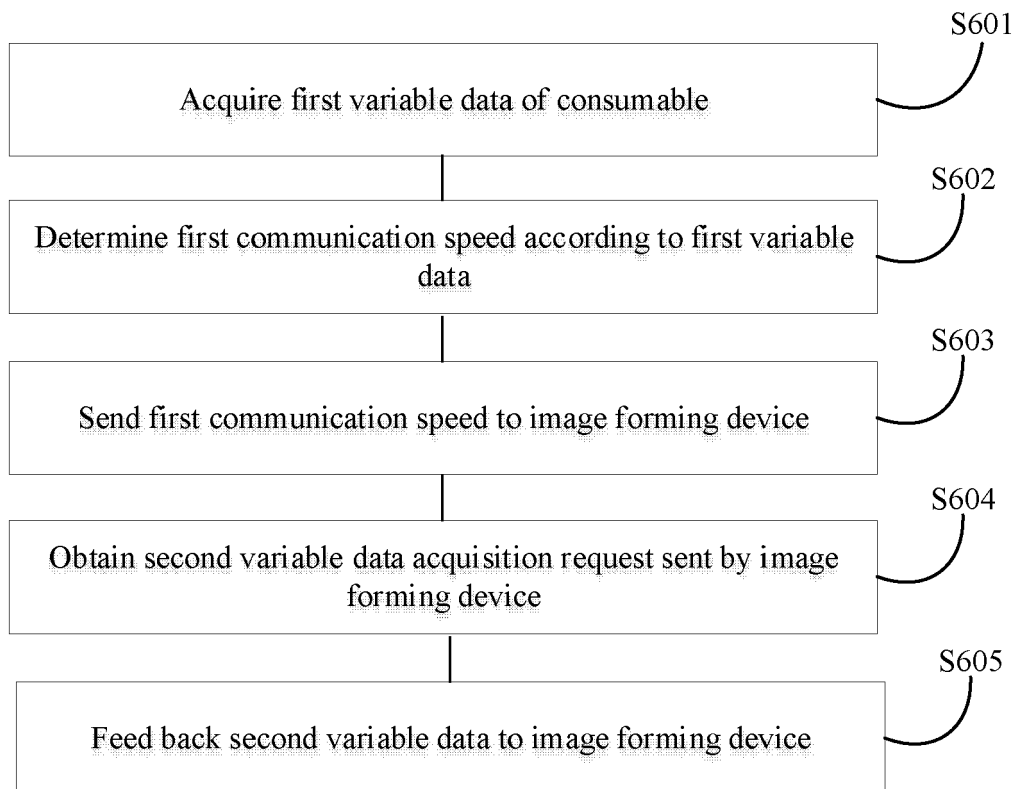 S601
Acquire first variable data of consumable
S602
Determine first communication speed according to first variable
data
S603
Send first communication speed to image forming device
S604
Obtain second variable data acquisition request sent by image
forming device
S605
Feed back second variable data to image forming device